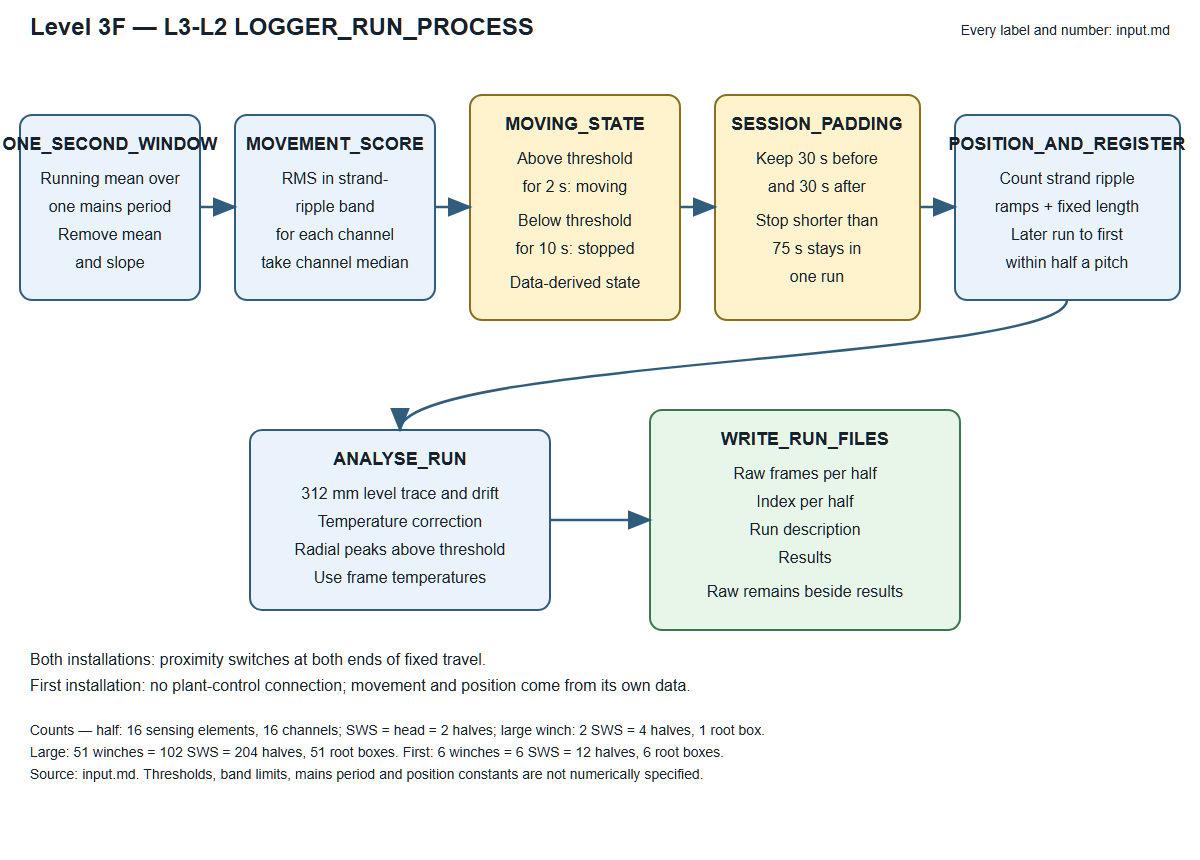 Level 3F — L3-L2 LOGGER_RUN_PROCESS
Every label and number: input.md
ONE_SECOND_WINDOW
Running mean over
one mains period
Remove mean
and slope
MOVEMENT_SCORE
RMS in strand-
ripple band
for each channel
take channel median
MOVING_STATE
Above threshold
for 2 s: moving
Below threshold
for 10 s: stopped
Data-derived state
SESSION_PADDING
Keep 30 s before
and 30 s after
Stop shorter than
75 s stays in
one run
POSITION_AND_REGISTER
Count strand ripple
ramps + fixed length
Later run to first
within half a pitch
ANALYSE_RUN
312 mm level trace and drift
Temperature correction
Radial peaks above threshold
Use frame temperatures
WRITE_RUN_FILES
Raw frames per half
Index per half
Run description
Results
Raw remains beside results
Both installations: proximity switches at both ends of fixed travel.
First installation: no plant-control connection; movement and position come from its own data.
Counts — half: 16 sensing elements, 16 channels; SWS = head = 2 halves; large winch: 2 SWS = 4 halves, 1 root box.
Large: 51 winches = 102 SWS = 204 halves, 51 root boxes. First: 6 winches = 6 SWS = 12 halves, 6 root boxes.
Source: input.md. Thresholds, band limits, mains period and position constants are not numerically specified.